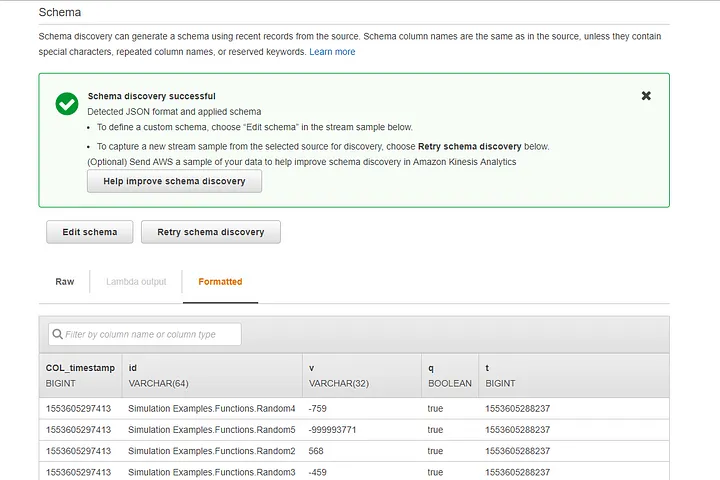 Schema
Schema discovery can generate a schema using recent records from the source. Schema column names are the same as in the source, unless they contain
special characters, repeated column names, or reserved keywords. Learn more
Schema discovery successful
Detected JSON format and applied schema
• To define a custom schema, choose "Edit schema" in the stream sample below.
• To capture a new stream sample from the selected source for discovery, choose Retry schema discovery below.
(Optional) Send AWS a sample of your data to help improve schema discovery in Amazon Kinesis Analytics
Help improve schema discovery
Edit schema Retry schema discovery
Raw Lambda output Formatted
Filter by column name or column type
COL_timestamp id v q t
BIGINT VARCHAR(64) VARCHAR(32) BOOLEAN BIGINT
1553605297413 Simulation Examples.Functions.Random4 -759 true 1553605288237
1553605297413 Simulation Examples.Functions.Random5 -999993771 true 1553605288237
1553605297413 Simulation Examples.Functions.Random2 568 true 1553605288237
1553605297413 Simulation Examples.Functions.Random3 -459 true 1553605288237